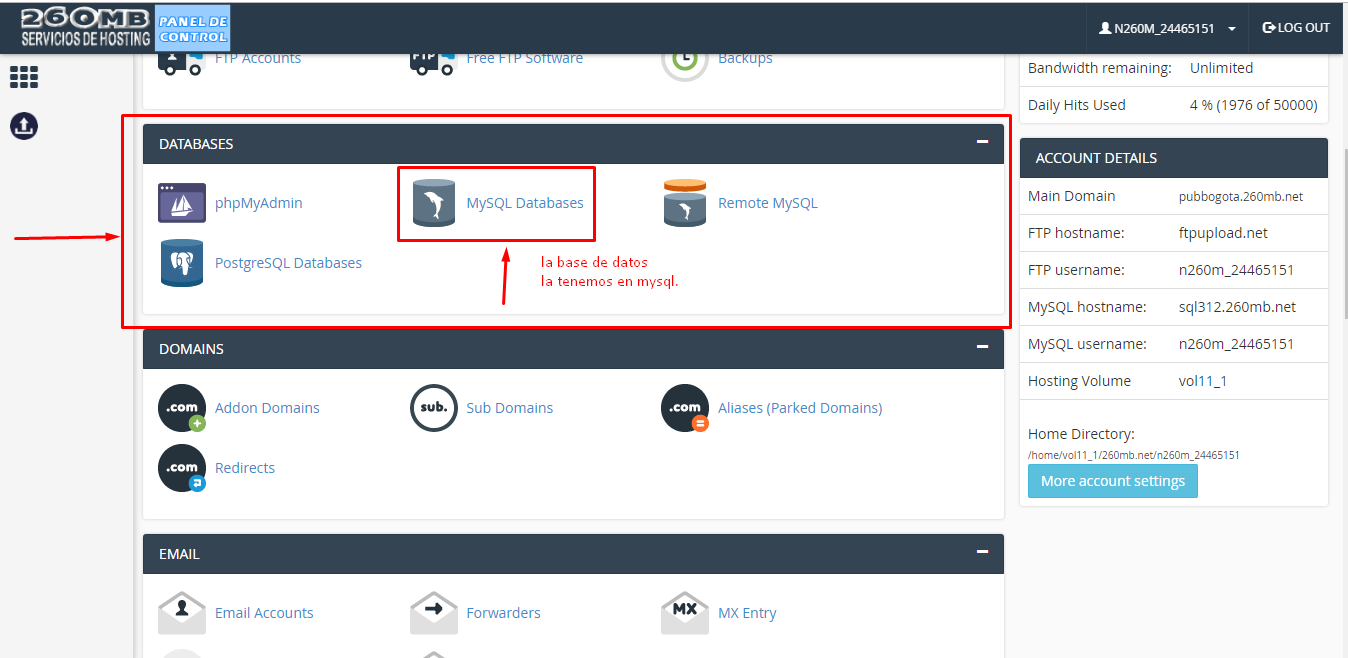 260MB
SERVICIOS DE HOSTING
PANEL DE
CONTROL
N260M_24465151
LOG OUT
FTP Accounts
FTP
Free FTP Software
Backups
Bandwidth remaining: Unlimited
Daily Hits Used 4 % (1976 of 50000)
DATABASES
phpMyAdmin
MySQL Databases
Remote MySQL
PostgreSQL Databases
la base de datos
la tenemos en mysql.
ACCOUNT DETAILS
Main Domain pubbogota.260mb.net
FTP hostname: ftpupload.net
FTP username: n260m_24465151
MySQL hostname: sql312.260mb.net
MySQL username: n260m_24465151
Hosting Volume vol11_1
Home Directory:
/home/vol11_1/260mb.net/n260m_24465151
More account settings
DOMAINS
.com Addon Domains
sub. Sub Domains
.com Aliases (Parked Domains)
.com Redirects
EMAIL
Email Accounts
Forwarders
MX MX Entry